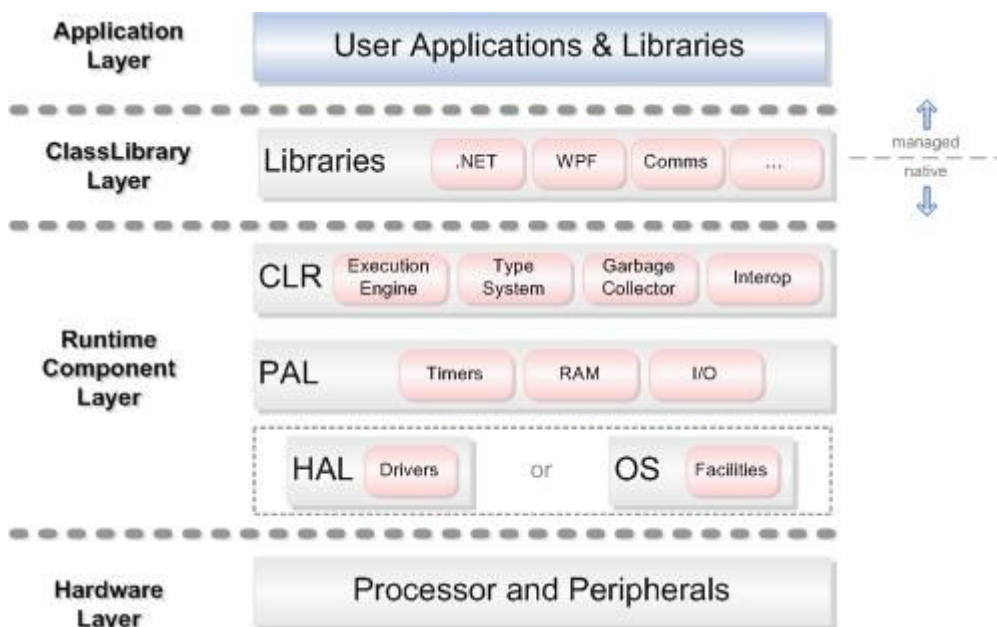 Application
Layer
User Applications & Libraries
ClassLibrary
Layer
Libraries
.NET
WPF
Comms
...
managed
native
Runtime
Component
Layer
CLR
Execution
Engine
Type
System
Garbage
Collector
Interop
PAL
Timers
RAM
I/O
HAL
Drivers
or
OS
Facilities
Hardware
Layer
Processor and Peripherals